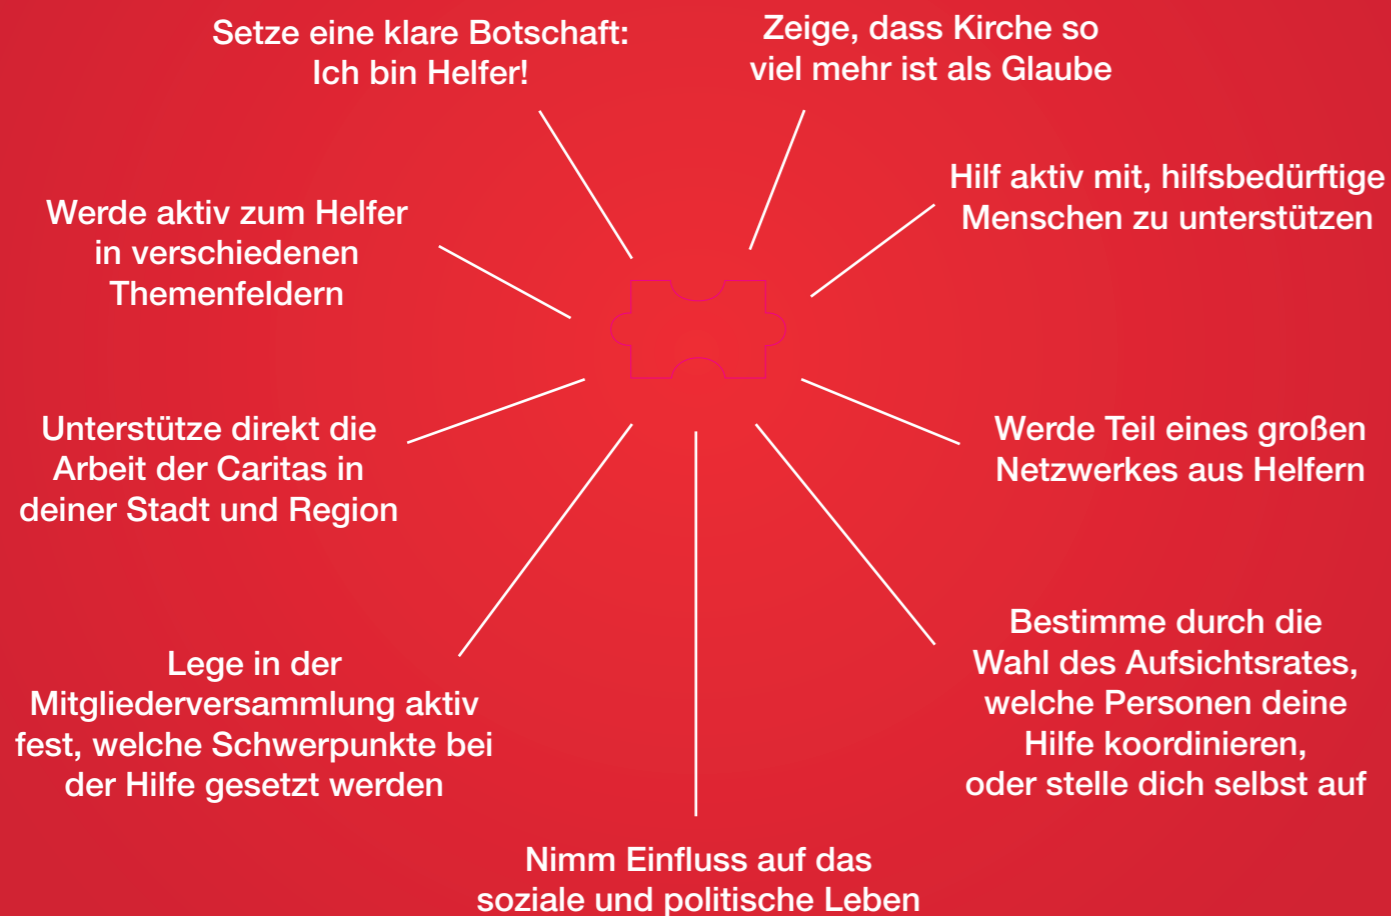 Setze eine klare Botschaft:
Ich bin Helfer!
Zeige, dass Kirche so
viel mehr ist als Glaube
Werde aktiv zum Helfer
in verschiedenen
Themenfeldern
Hilf aktiv mit, hilfsbedürftige
Menschen zu unterstützen
Unterstütze direkt die
Arbeit der Caritas in
deiner Stadt und Region
Werde Teil eines großen
Netzwerkes aus Helfern
Lege in der
Mitgliederversammlung aktiv
fest, welche Schwerpunkte bei
der Hilfe gesetzt werden
Bestimme durch die
Wahl des Aufsichtsrates,
welche Personen deine
Hilfe koordinieren,
oder stelle dich selbst auf
Nimm Einfluss auf das
soziale und politische Leben